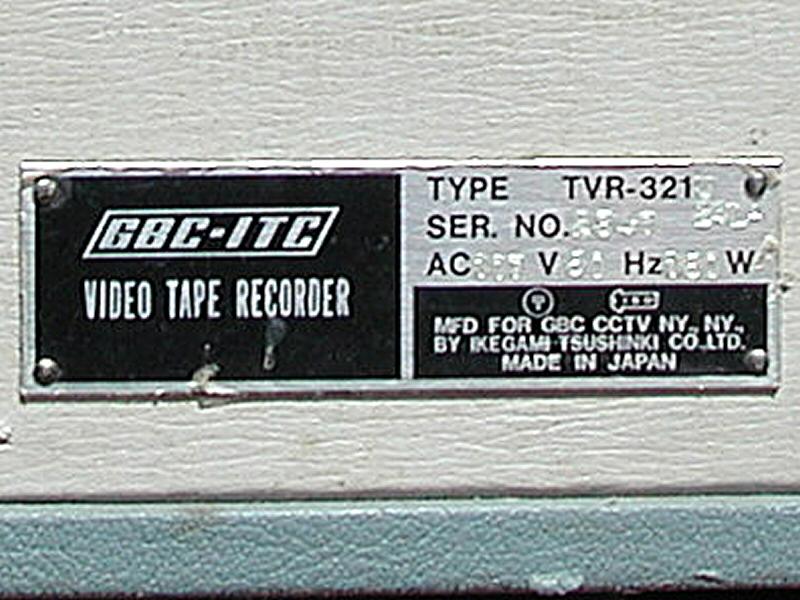 GBC-ITC
VIDEO TAPE RECORDER
TYPE TVR-321
SER. NO.
AC V Hz W
MFD FOR GBC CCTV NY., NY.,
BY IKEGAMI TSUSHINKI CO.,LTD.
MADE IN JAPAN